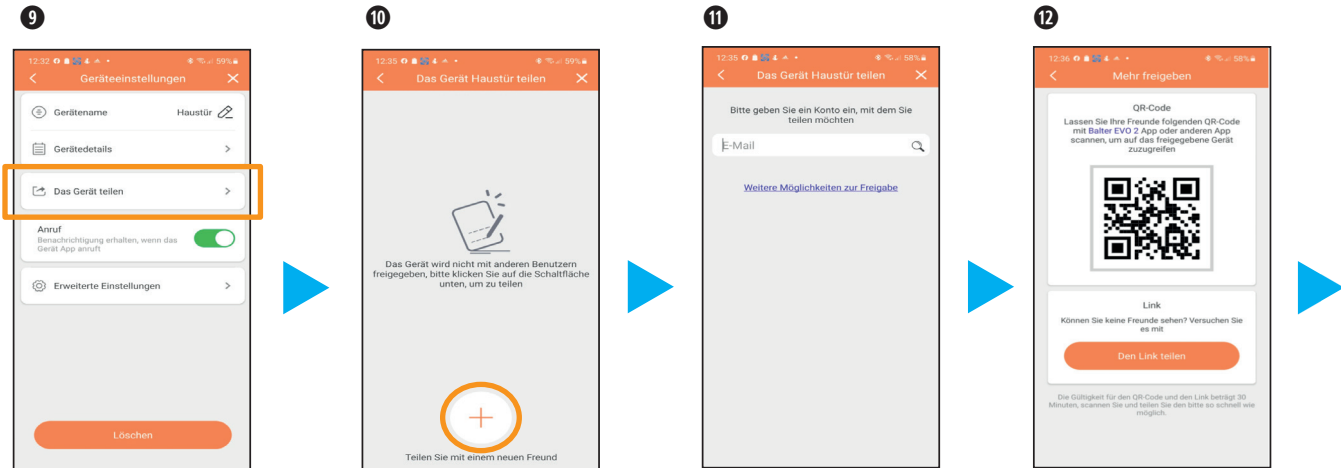 9
12:32
59%
Geräteeinstellungen
Gerätename Haustür
Gerätedetails
Das Gerät teilen
Anruf
Benachrichtigung erhalten, wenn das
Gerät App anruft
Erweiterte Einstellungen
Löschen
10
12:35
59%
Das Gerät Haustür teilen
Das Gerät wird nicht mit anderen Benutzern
freigegeben, bitte klicken Sie auf die Schaltfläche
unten, um zu teilen
Teilen Sie mit einem neuen Freund
11
12:35
58%
Das Gerät Haustür teilen
Bitte geben Sie ein Konto ein, mit dem Sie
teilen möchten
E-Mail
Weitere Möglichkeiten zur Freigabe
12
12:36
58%
Mehr freigeben
QR-Code
Lassen Sie Ihre Freunde folgenden QR-Code
mit Balter EVO 2 App oder anderen App
scannen, um auf das freigegebene Gerät
zuzugreifen
Link
Können Sie keine Freunde sehen? Versuchen Sie
es mit
Den Link teilen
Die Gültigkeit für den QR-Code und den Link beträgt 30
Minuten, scannen Sie und teilen Sie den bitte so schnell wie
möglich.